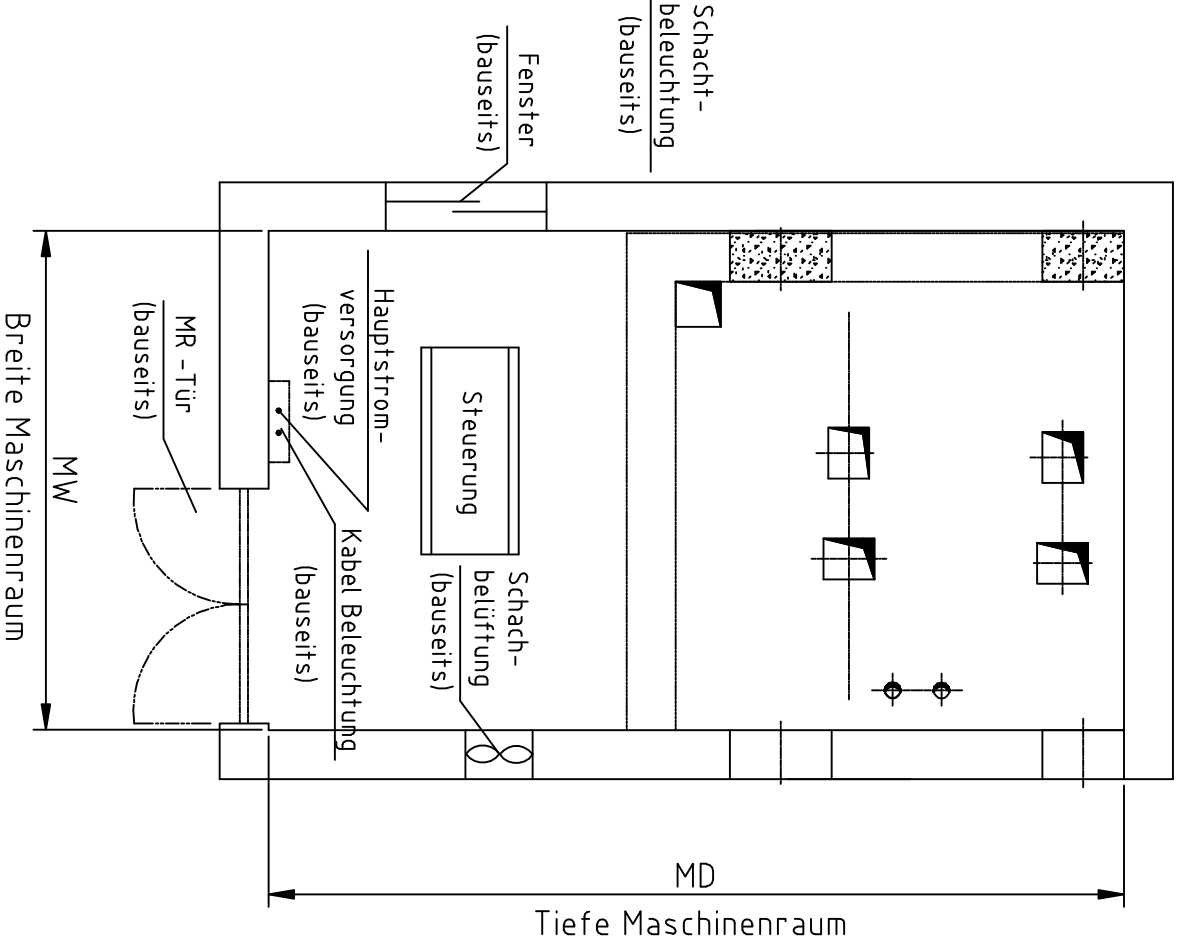 Schacht-
beleuchtung
(bauseits)
Fenster
(bauseits)
Hauptstrom-
versorgung
(bauseits)
MR -Tür
(bauseits)
Steuerung
Kabel Beleuchtung
(bauseits)
Schach-
belüftung
(bauseits)
MW
Breite Maschinenraum
MD
Tiefe Maschinenraum